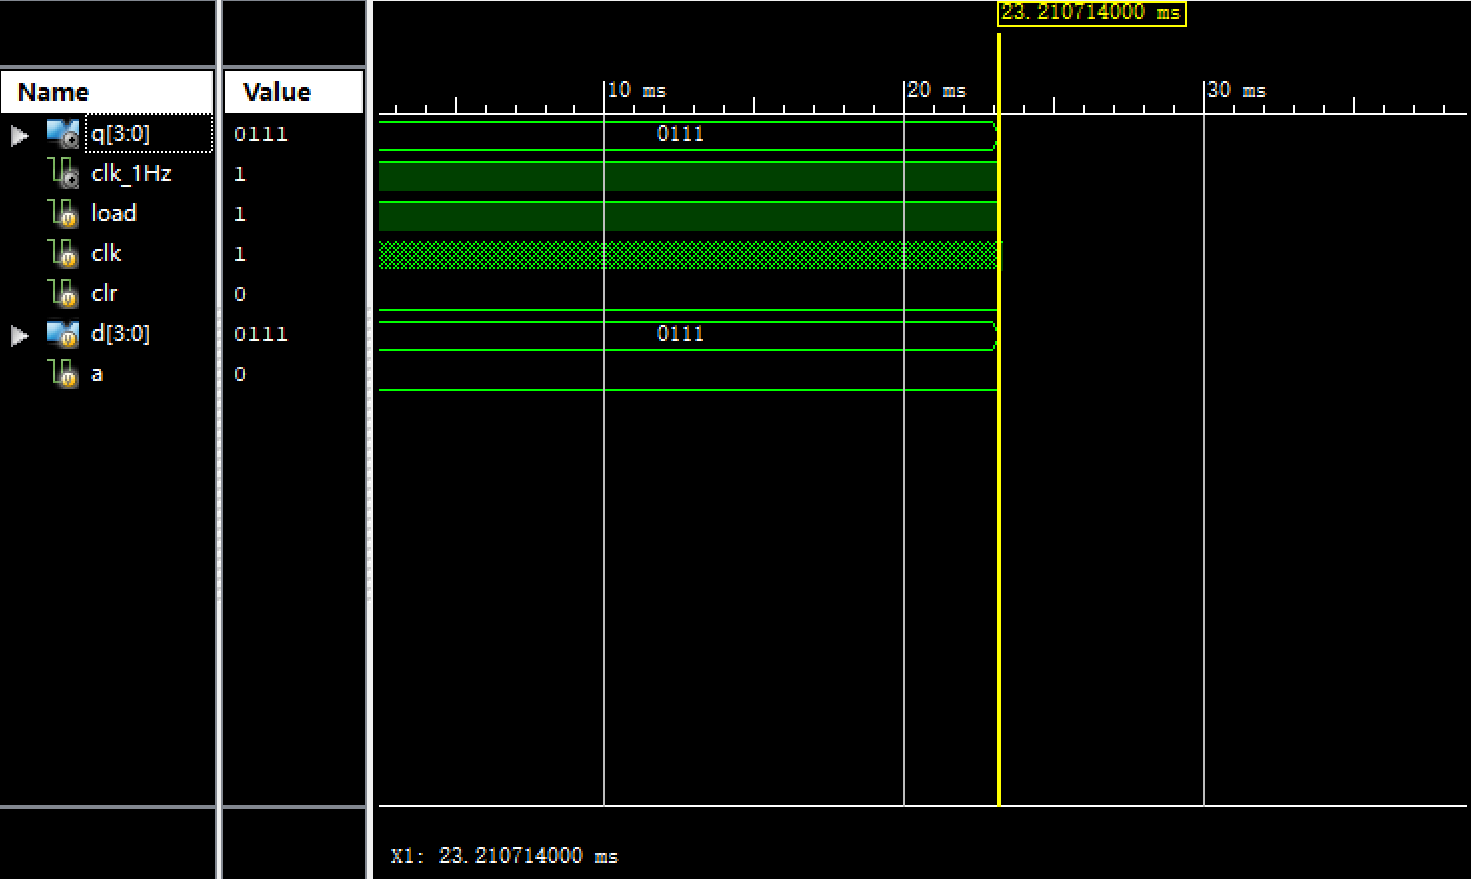 23.210714000 ms
Name Value
10 ms 20 ms 30 ms
q[3:0] 0111 0111
clk_1Hz 1
load 1
clk 1
clr 0
d[3:0] 0111 0111
a 0
X1: 23.210714000 ms